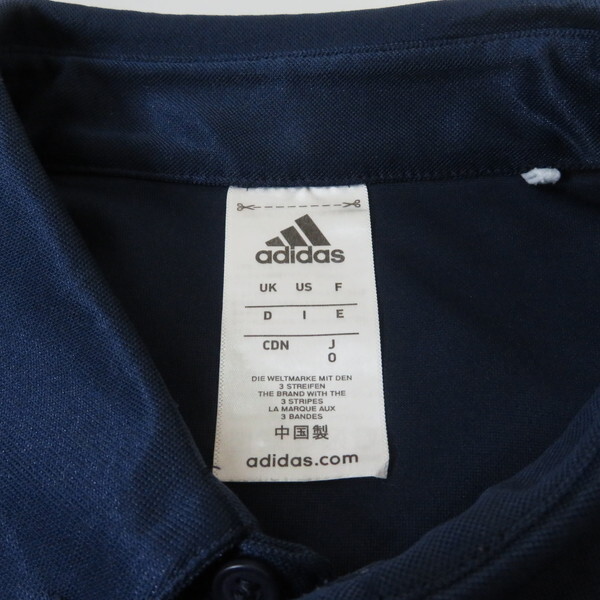 adidas
UK US F
D I E
CDN J
O
DIE WELTMARKE MIT DEN
3 STREIFEN
THE BRAND WITH THE
3 STRIPES
LA MARQUE AUX
3 BANDES
中国製
adidas.com